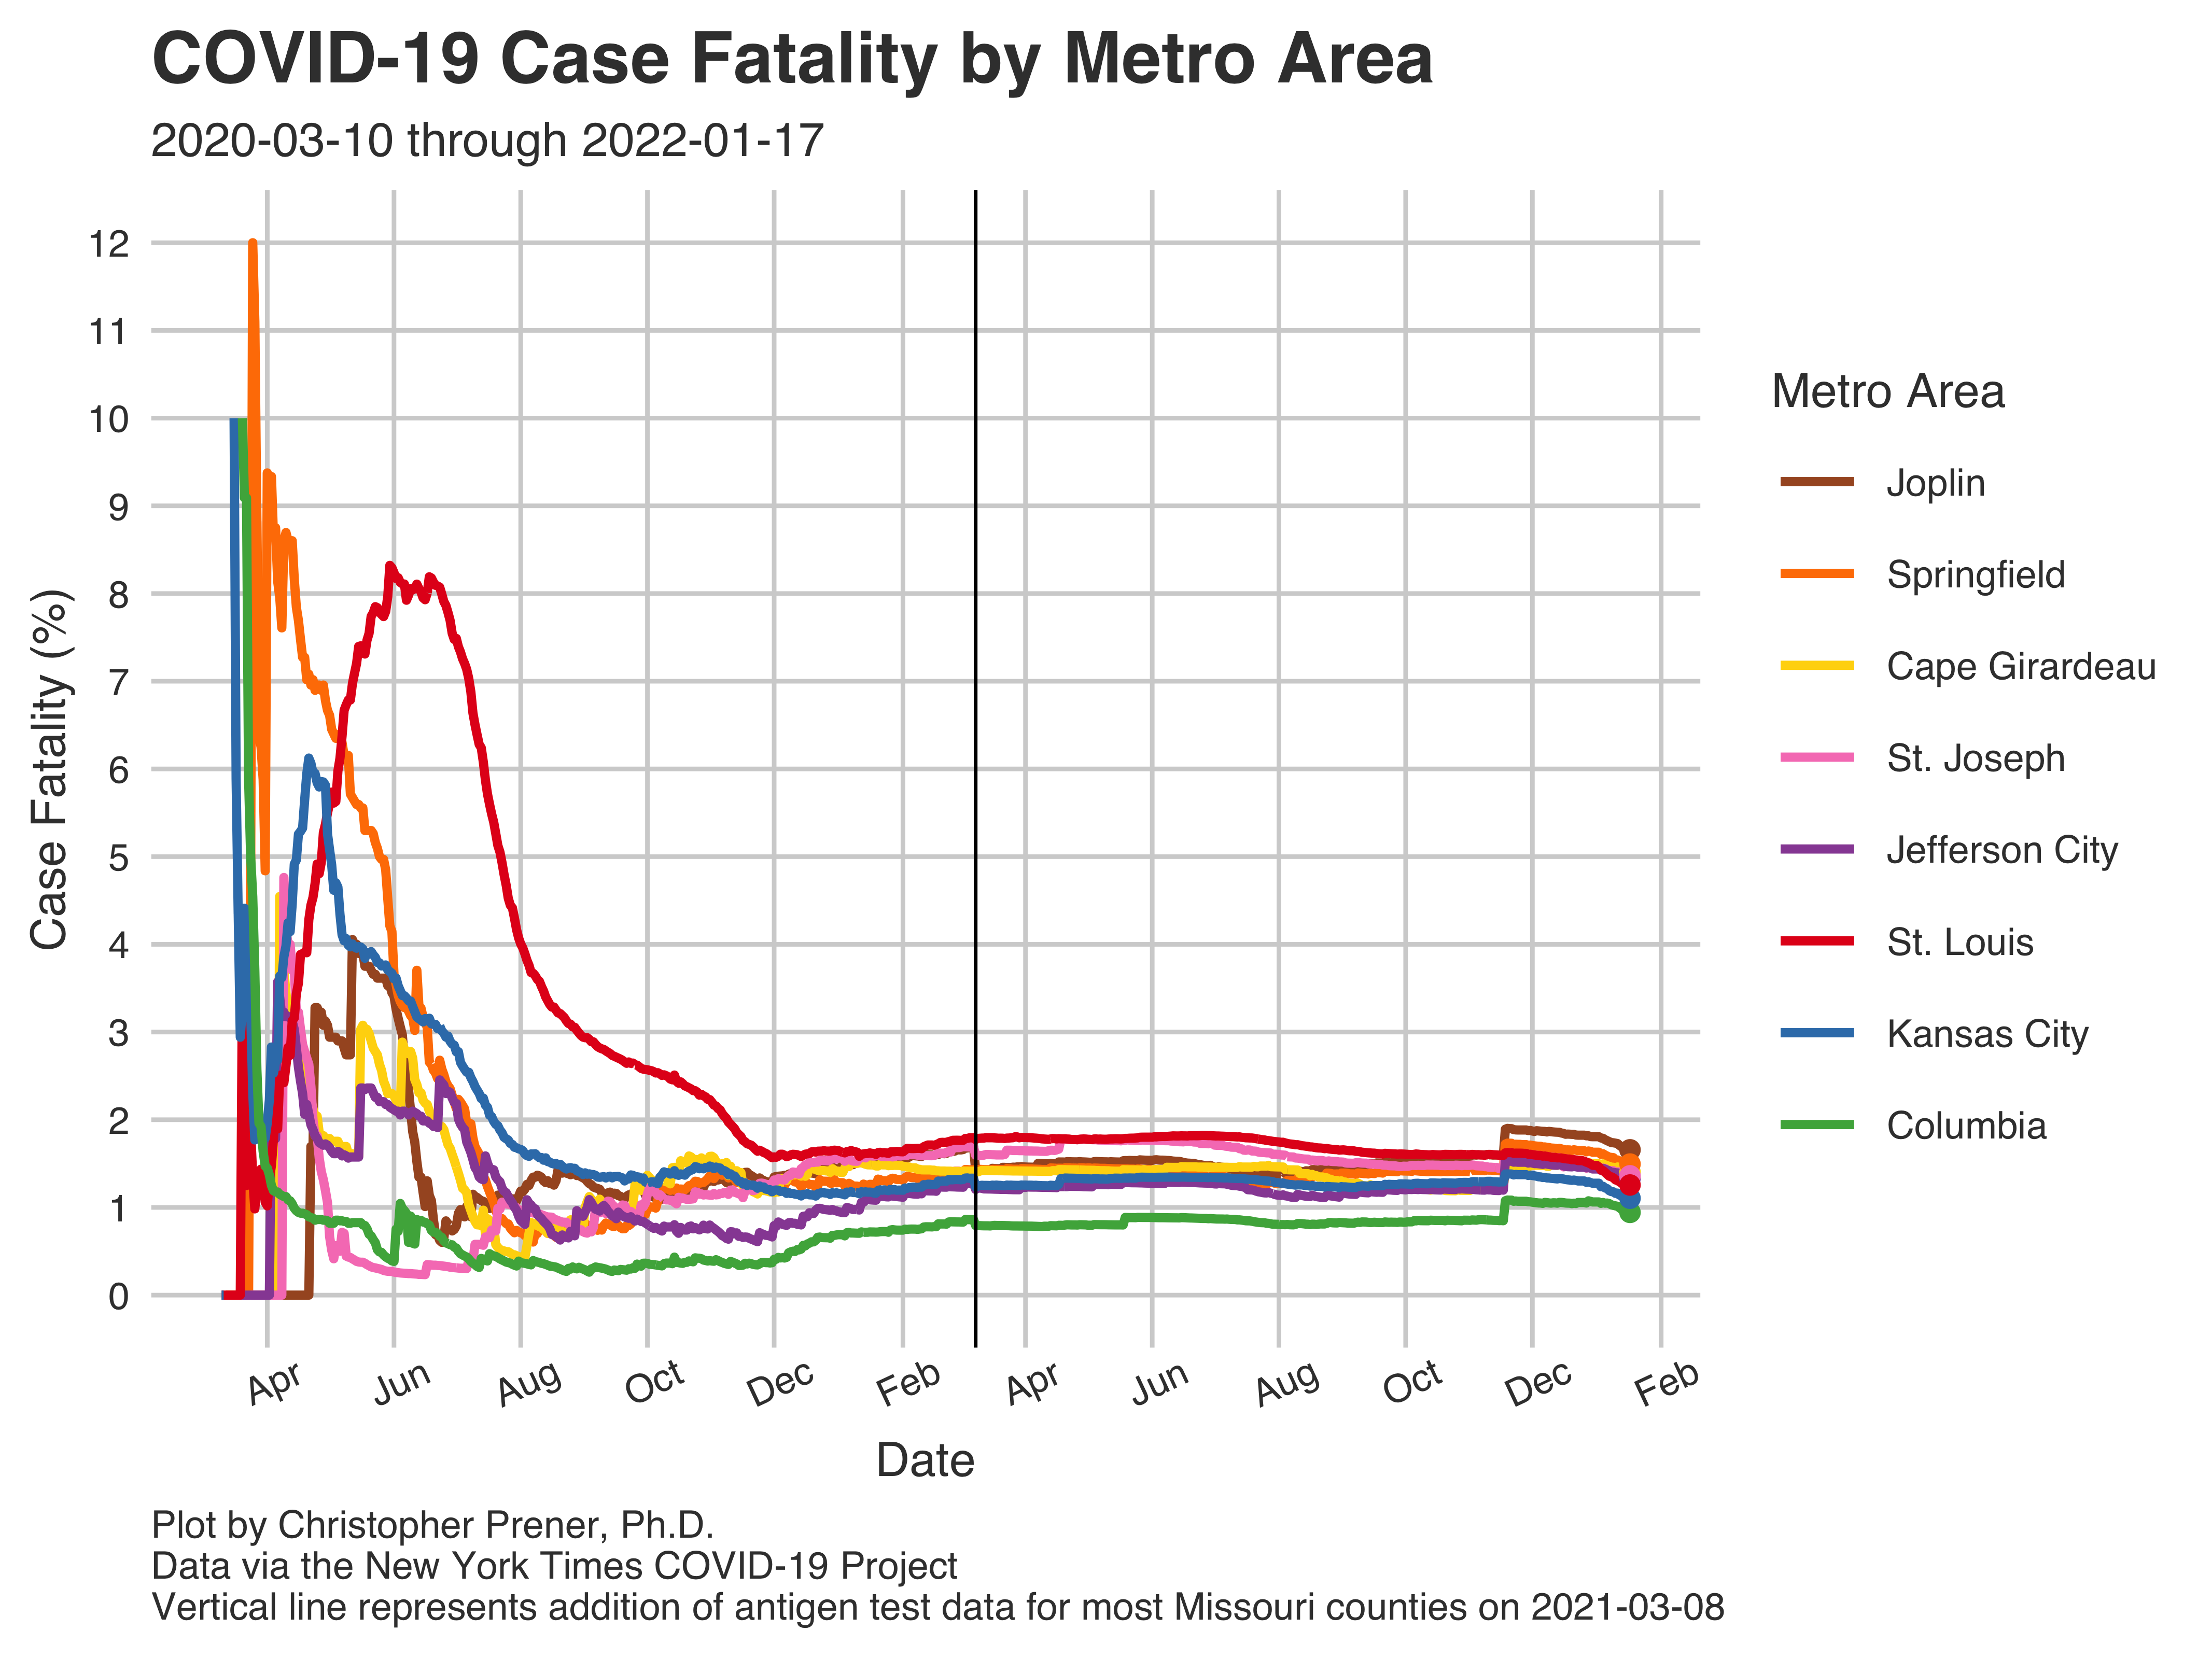 COVID-19 Case Fatality by Metro Area
2020-03-10 through 2022-01-17
Case Fatality (%)
12
11
10
9
8
7
6
5
4
3
2
1
0
Apr Jun Aug Oct Dec Feb Apr Jun Aug Oct Dec Feb
Date
Metro Area
Joplin
Springfield
Cape Girardeau
St. Joseph
Jefferson City
St. Louis
Kansas City
Columbia
Plot by Christopher Prener, Ph.D.
Data via the New York Times COVID-19 Project
Vertical line represents addition of antigen test data for most Missouri counties on 2021-03-08